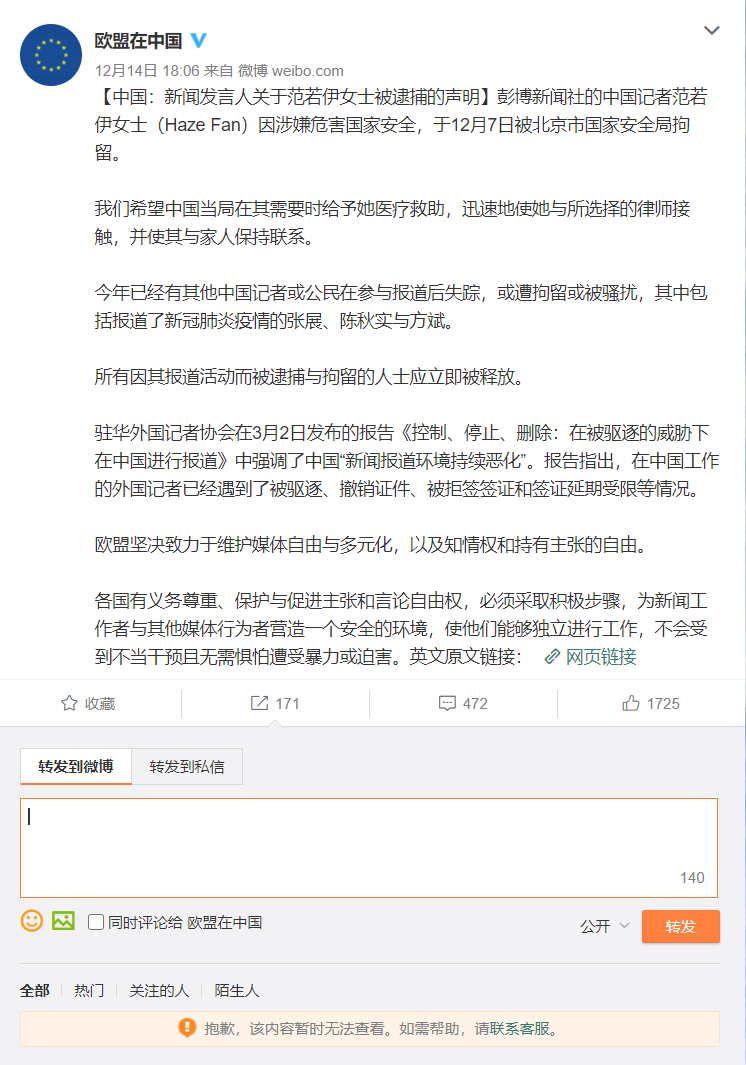 欧盟在中国
12月14日 18:06 来自 微博 weibo.com
【中国：新闻发言人关于范若伊女士被逮捕的声明】彭博新闻社的中国记者范若
伊女士（Haze Fan）因涉嫌危害国家安全，于12月7日被北京市国家安全局拘
留。
我们希望中国当局在其需要时给予她医疗救助，迅速地使她与所选择的律师接
触，并使其与家人保持联系。
今年已经有其他中国记者或公民在参与报道后失踪，或遭拘留或被骚扰，其中包
括报道了新冠肺炎疫情的张展、陈秋实与方斌。
所有因其报道活动而被逮捕与拘留的人士应立即被释放。
驻华外国记者协会在3月2日发布的报告《控制、停止、删除：在被驱逐的威胁下
在中国进行报道》中强调了中国“新闻报道环境持续恶化”。报告指出，在中国工作
的外国记者已经遇到了被驱逐、撤销证件、被拒签签证和签证延期受限等情况。
欧盟坚决致力于维护媒体自由与多元化，以及知情权和持有主张的自由。
各国有义务尊重、保护与促进主张和言论自由权，必须采取积极步骤，为新闻工
作者与其他媒体行为者营造一个安全的环境，使他们能够独立进行工作，不会受
到不当干预且无需惧怕遭受暴力或迫害。英文原文链接： 网页链接
收藏 171 472 1725
转发到微博 转发到私信
140
同时评论给 欧盟在中国 公开 转发
全部 热门 关注的人 陌生人
抱歉，该内容暂时无法查看。如需帮助，请联系客服。